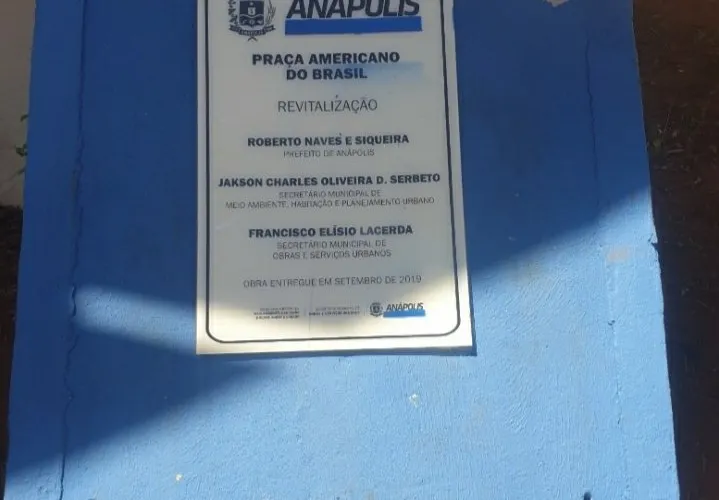 ANÁPOLIS
PRAÇA AMERICANO
DO BRASIL
REVITALIZAÇÃO
ROBERTO NAVES E SIQUEIRA
PREFEITO DE ANÁPOLIS
JAKSON CHARLES OLIVEIRA D. SERBETO
SECRETÁRIO MUNICIPAL DE
MEIO AMBIENTE, HABITAÇÃO E PLANEJAMENTO URBANO
FRANCISCO ELÍSIO LACERDA
SECRETÁRIO MUNICIPAL DE
OBRAS E SERVIÇOS URBANOS
OBRA ENTREGUE EM SETEMBRO DE 2019
ANÁPOLIS